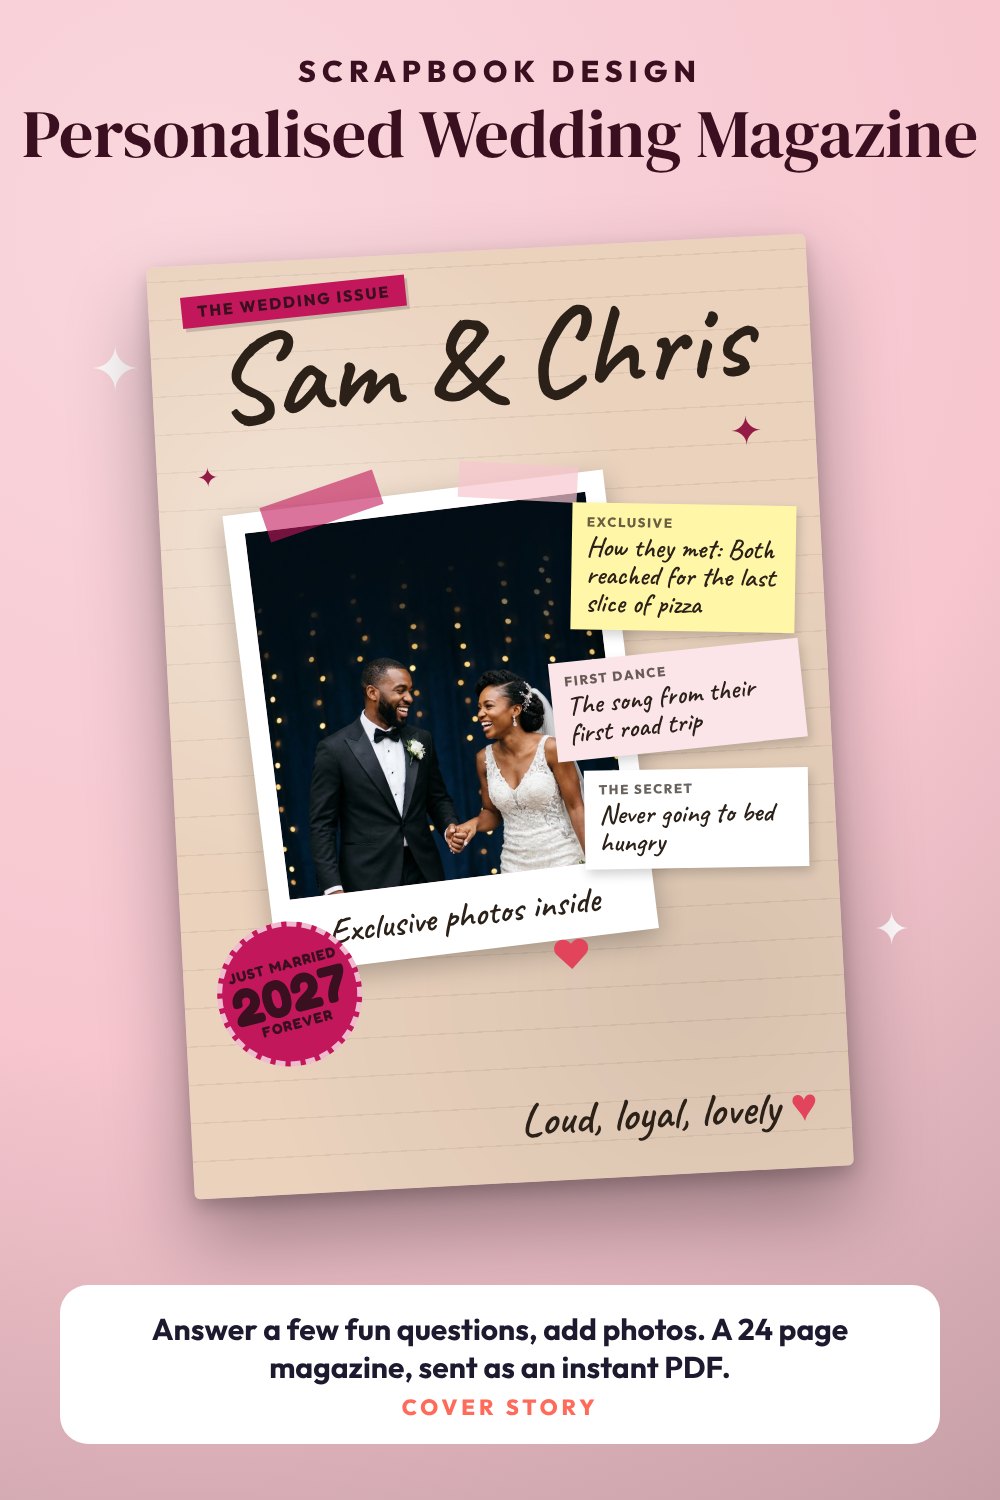 SCRAPBOOK DESIGN
Personalised Wedding Magazine
THE WEDDING ISSUE
Sam & Chris
EXCLUSIVE
How they met: Both
reached for the last
slice of pizza
FIRST DANCE
The song from their
first road trip
THE SECRET
Never going to bed
hungry
Exclusive photos inside
JUST MARRIED
2027
FOREVER
Loud, loyal, lovely ♥
Answer a few fun questions, add photos. A 24 page
magazine, sent as an instant PDF.
COVER STORY